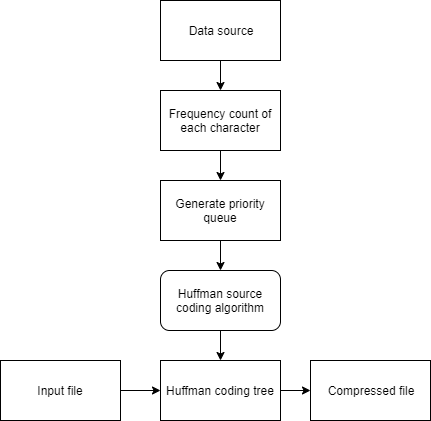 Data source
Frequency count of
each character
Generate priority
queue
Huffman source
coding algorithm
Input file
Huffman coding tree
Compressed file